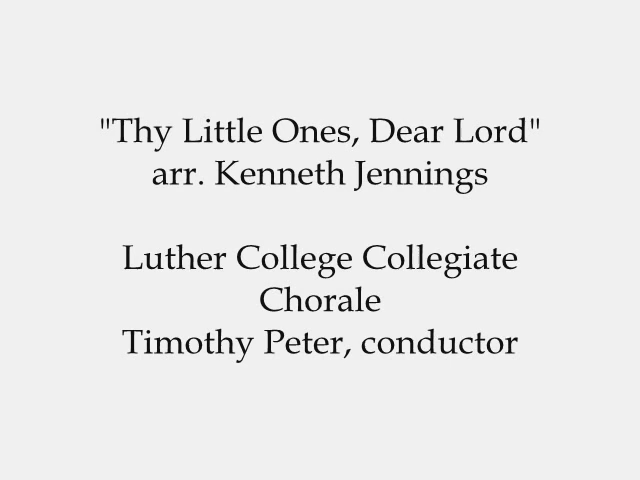 "Thy Little Ones, Dear Lord"
arr. Kenneth Jennings
Luther College Collegiate
Chorale
Timothy Peter, conductor